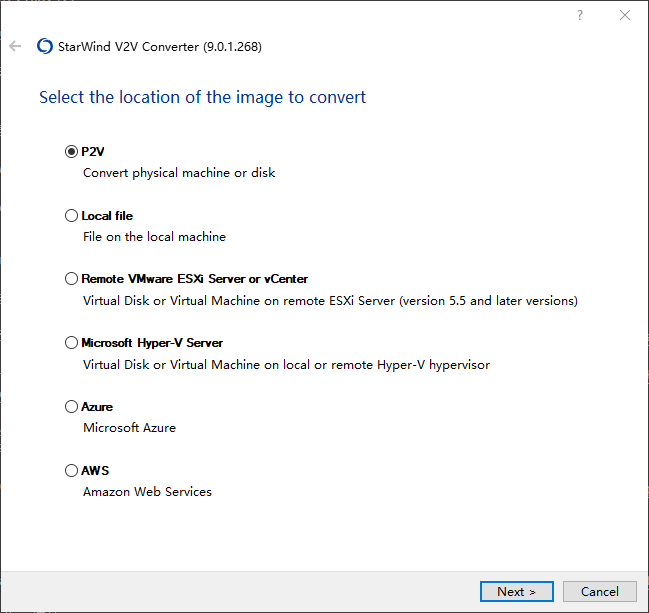 ?
StarWind V2V Converter (9.0.1.268)
Select the location of the image to convert
P2V
Convert physical machine or disk
Local file
File on the local machine
Remote VMware ESXi Server or vCenter
Virtual Disk or Virtual Machine on remote ESXi Server (version 5.5 and later versions)
Microsoft Hyper-V Server
Virtual Disk or Virtual Machine on local or remote Hyper-V hypervisor
Azure
Microsoft Azure
AWS
Amazon Web Services
Next >
Cancel